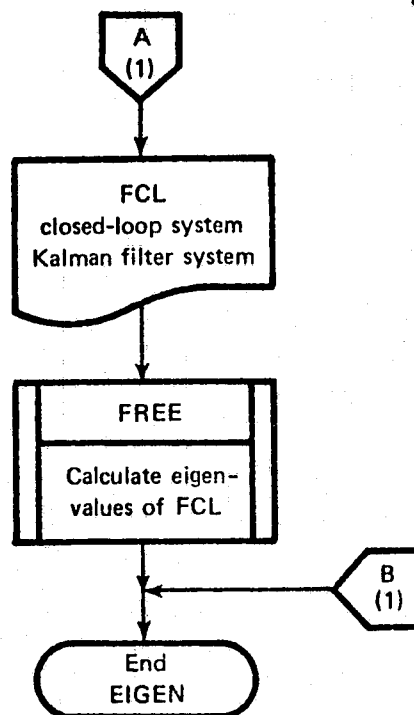 A
(1)
FCL
closed-loop system
Kalman filter system
FREE
Calculate eigen-
values of FCL
B
(1)
End
EIGEN